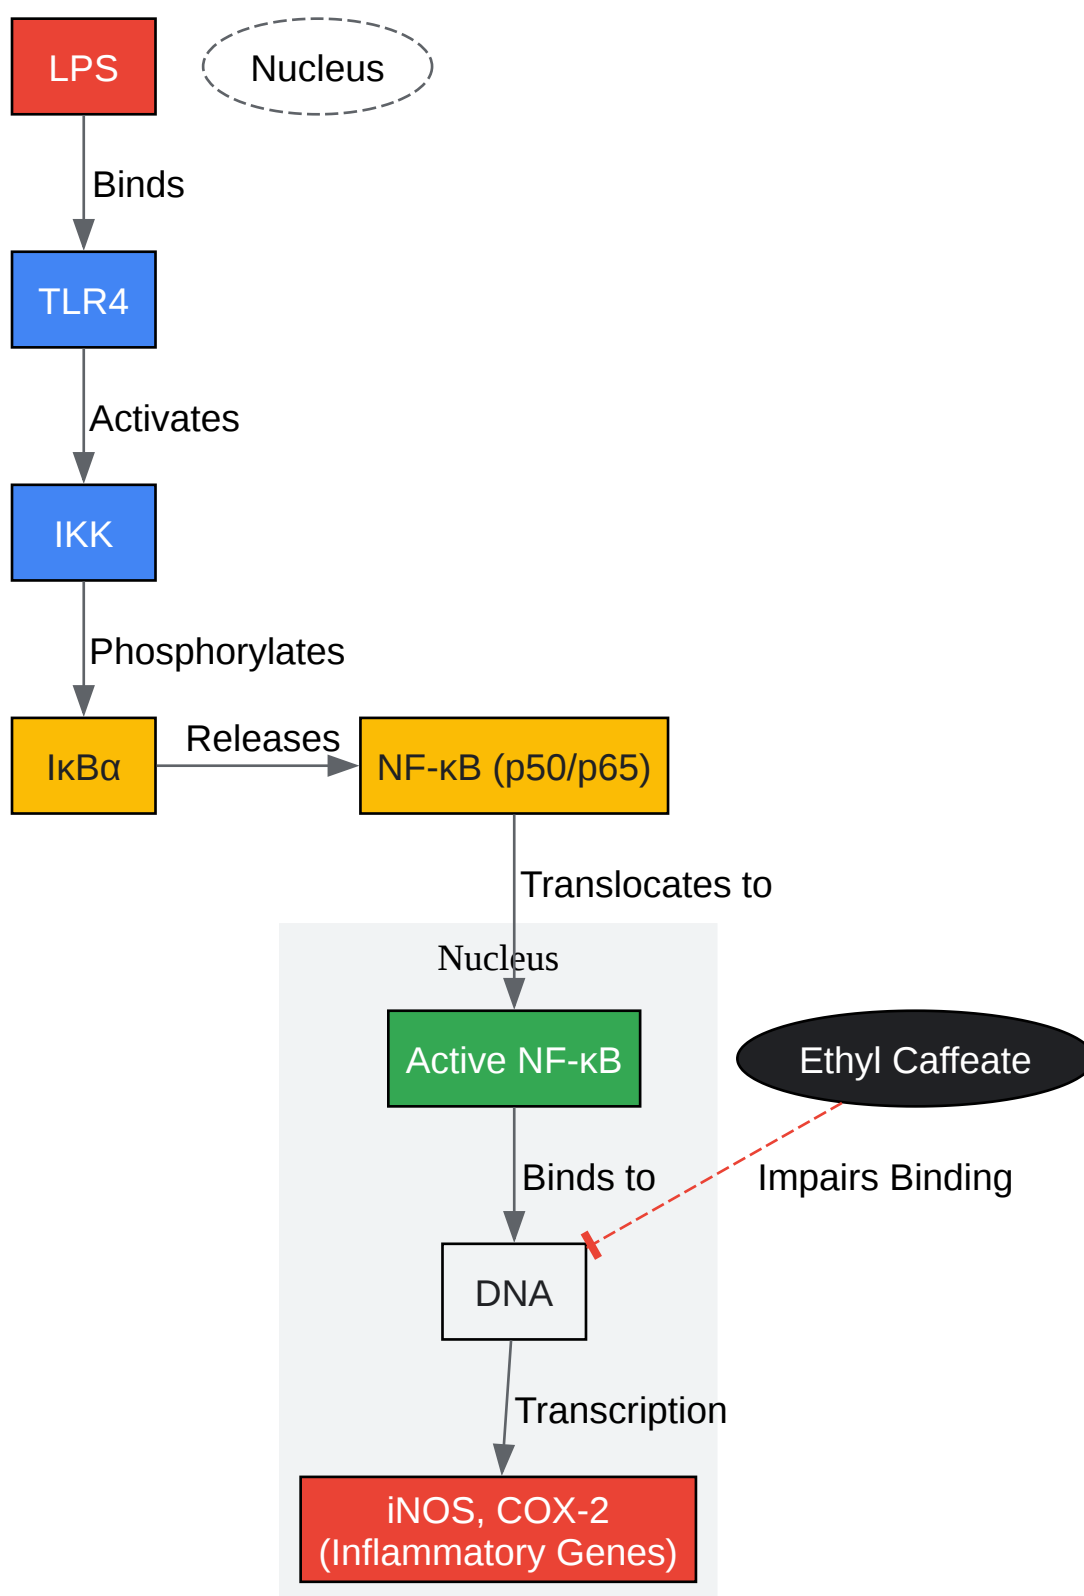 LPS
Nucleus
Binds
TLR4
Activates
IKK
Phosphorylates
IκBα
Releases
NF-κB (p50/p65)
Translocates to
Nucleus
Active NF-κB
Ethyl Caffeate
Binds to
Impairs Binding
DNA
Transcription
iNOS, COX-2
(Inflammatory Genes)